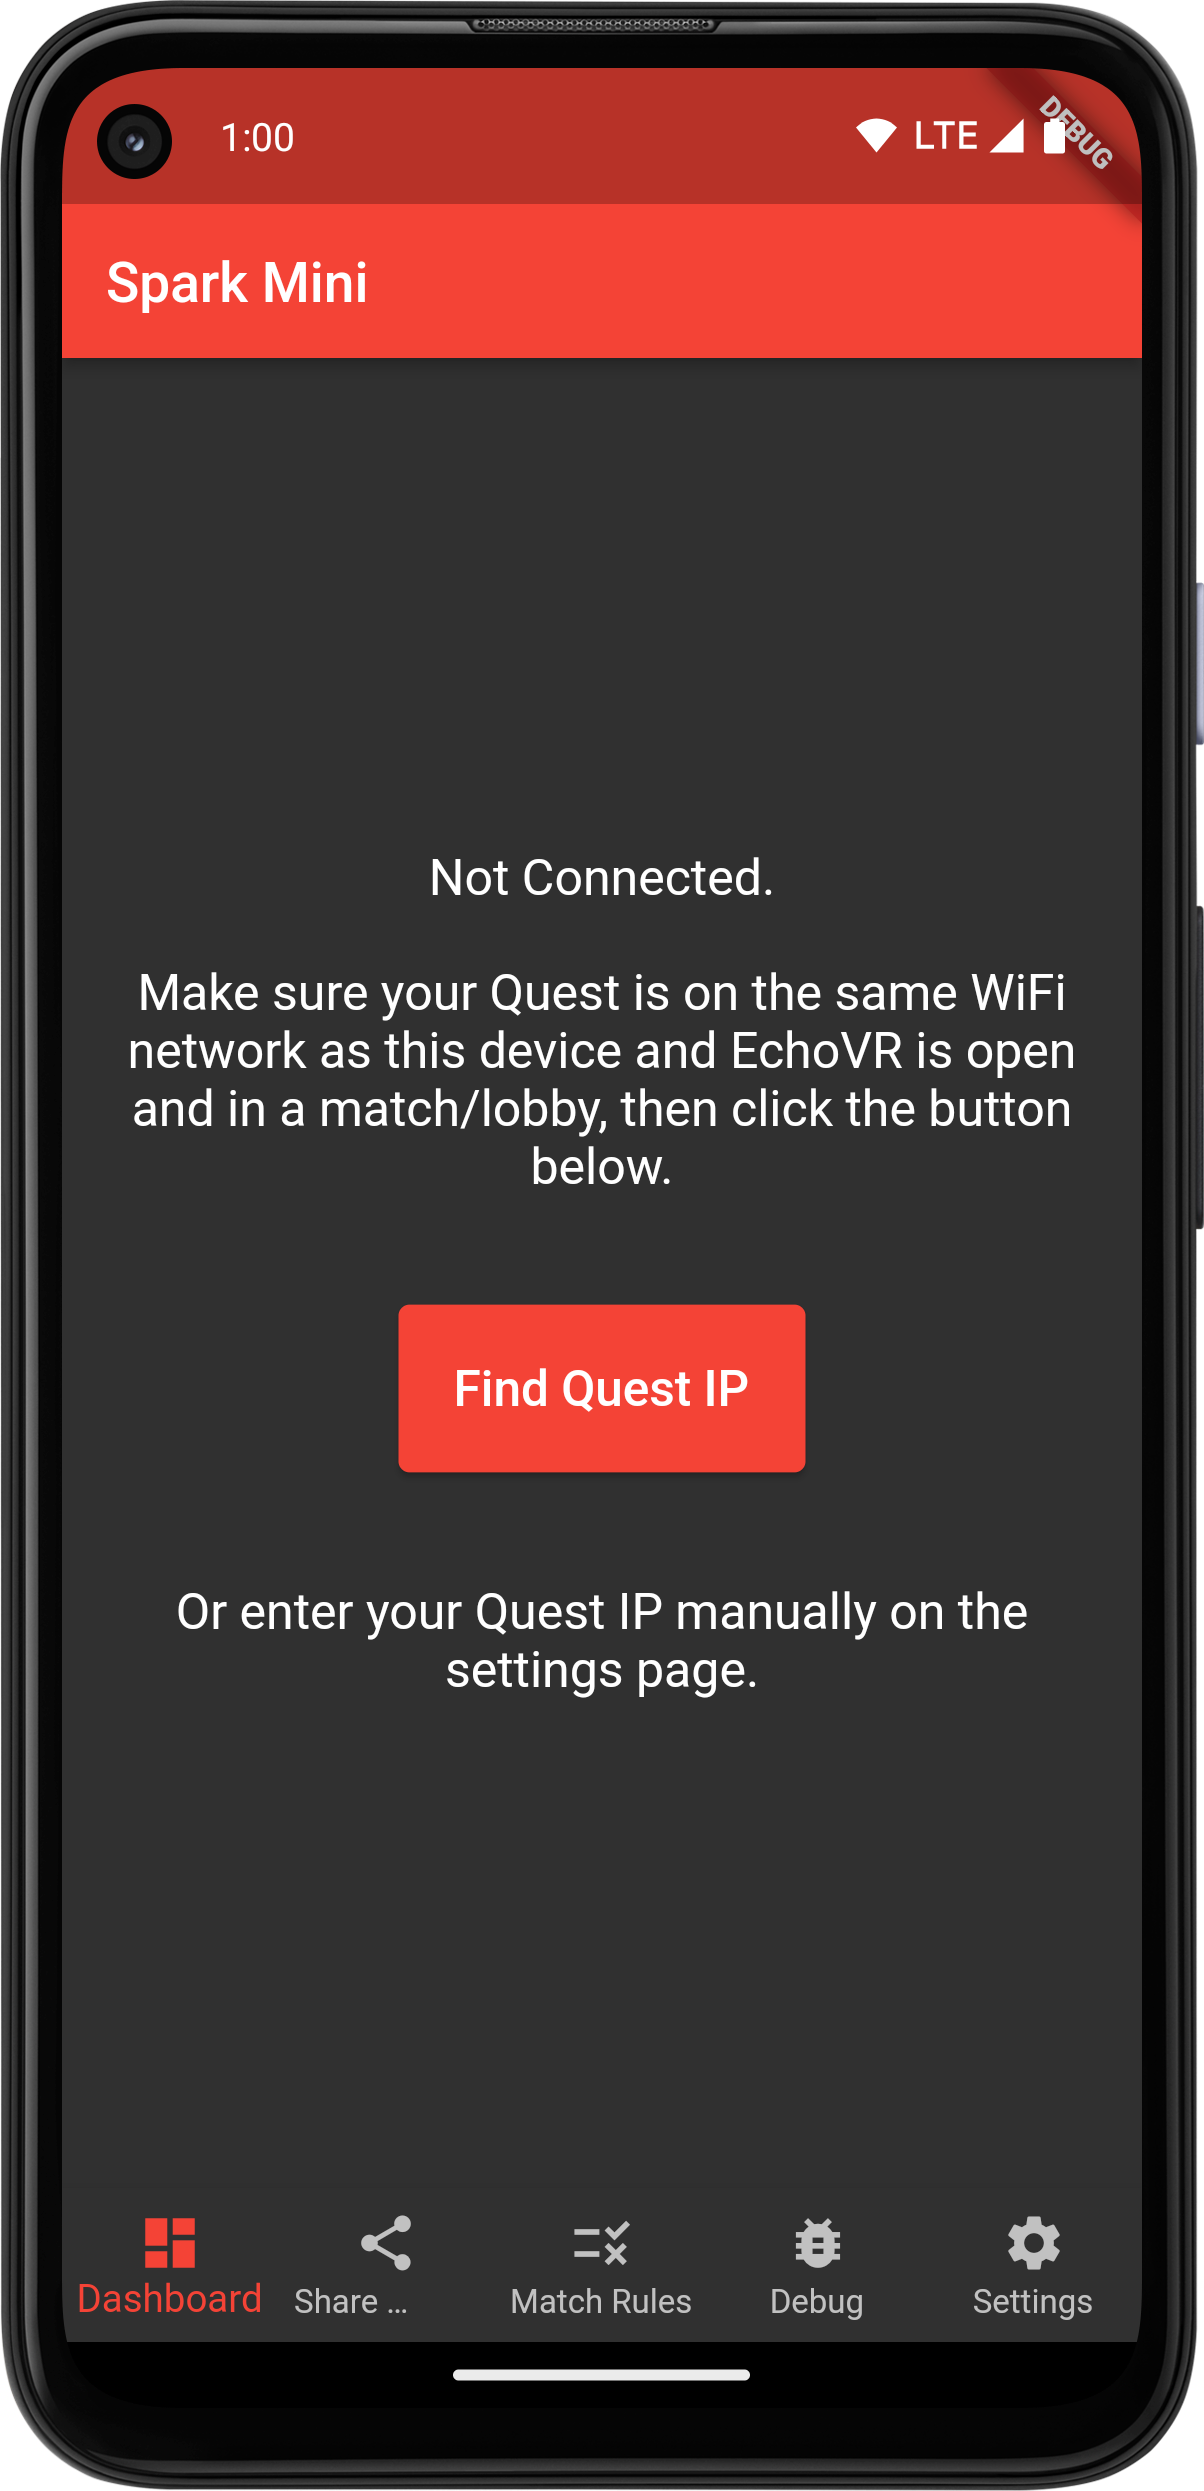 1:00
LTE
DEBUG
Spark Mini
Not Connected.
Make sure your Quest is on the same WiFi
network as this device and EchoVR is open
and in a match/lobby, then click the button
below.
Find Quest IP
Or enter your Quest IP manually on the
settings page.
Dashboard
Share ...
Match Rules
Debug
Settings